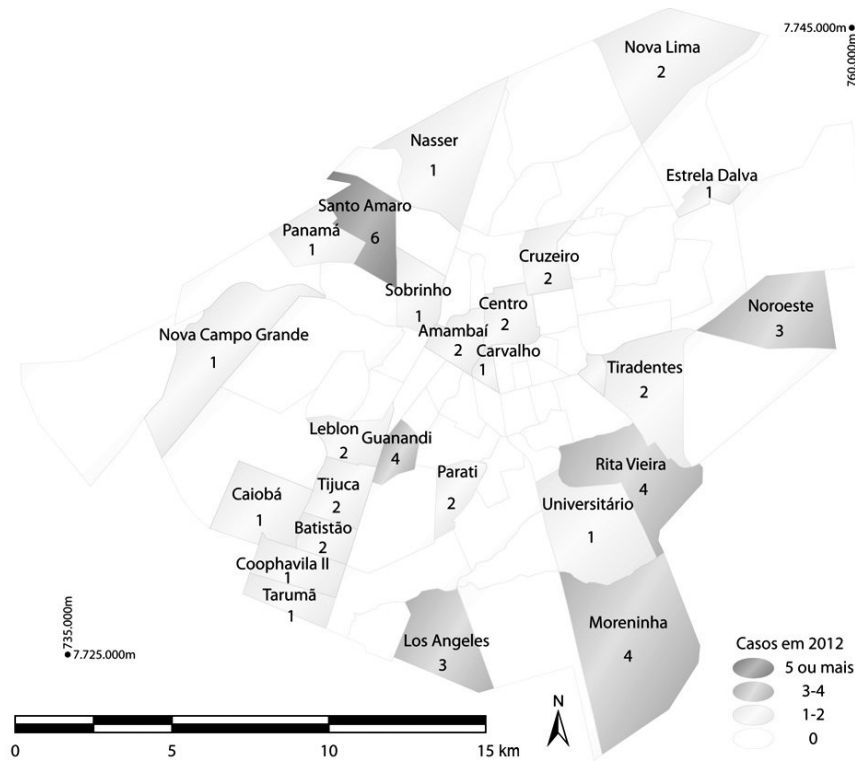 7.745.000m
760.000m
Nova Lima
2
Nasser
1
Estrela Dalva
1
Santo Amaro
6
Panamá
1
Cruzeiro
2
Sobrinho
1
Centro
2
Noroeste
3
Nova Campo Grande
1
Amambaí
2
Carvalho
1
Tiradentes
2
Leblon
2
Guanandi
4
Rita Vieira
4
Parati
2
Tijuca
2
Caiobá
1
Universitário
1
Batistão
2
Coophavila II
1
Tarumã
1
Moreninha
4
Los Angeles
3
735.000m
7.725.000m
Casos em 2012
5 ou mais
3-4
1-2
0
N
0 5 10 15 km